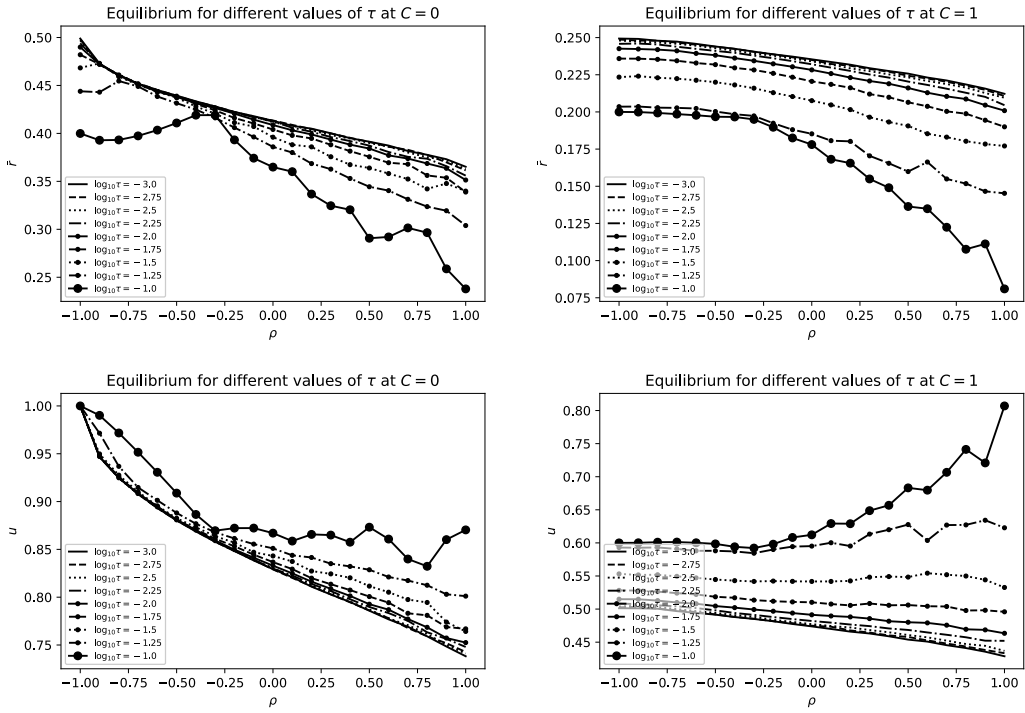 Equilibrium for different values of τ at C = 0
0.50
0.45
0.40
0.35
0.30
0.25
r̄
log₁₀τ = −3.0
log₁₀τ = −2.75
log₁₀τ = −2.5
log₁₀τ = −2.25
log₁₀τ = −2.0
log₁₀τ = −1.75
log₁₀τ = −1.5
log₁₀τ = −1.25
log₁₀τ = −1.0
−1.00 −0.75 −0.50 −0.25 0.00 0.25 0.50 0.75 1.00
ρ
Equilibrium for different values of τ at C = 1
0.250
0.225
0.200
0.175
0.150
0.125
0.100
0.075
r̄
log₁₀τ = −3.0
log₁₀τ = −2.75
log₁₀τ = −2.5
log₁₀τ = −2.25
log₁₀τ = −2.0
log₁₀τ = −1.75
log₁₀τ = −1.5
log₁₀τ = −1.25
log₁₀τ = −1.0
−1.00 −0.75 −0.50 −0.25 0.00 0.25 0.50 0.75 1.00
ρ
Equilibrium for different values of τ at C = 0
1.00
0.95
0.90
0.85
0.80
0.75
u
log₁₀τ = −3.0
log₁₀τ = −2.75
log₁₀τ = −2.5
log₁₀τ = −2.25
log₁₀τ = −2.0
log₁₀τ = −1.75
log₁₀τ = −1.5
log₁₀τ = −1.25
log₁₀τ = −1.0
−1.00 −0.75 −0.50 −0.25 0.00 0.25 0.50 0.75 1.00
ρ
Equilibrium for different values of τ at C = 1
0.80
0.75
0.70
0.65
0.60
0.55
0.50
0.45
u
log₁₀τ = −3.0
log₁₀τ = −2.75
log₁₀τ = −2.5
log₁₀τ = −2.25
log₁₀τ = −2.0
log₁₀τ = −1.75
log₁₀τ = −1.5
log₁₀τ = −1.25
log₁₀τ = −1.0
−1.00 −0.75 −0.50 −0.25 0.00 0.25 0.50 0.75 1.00
ρ